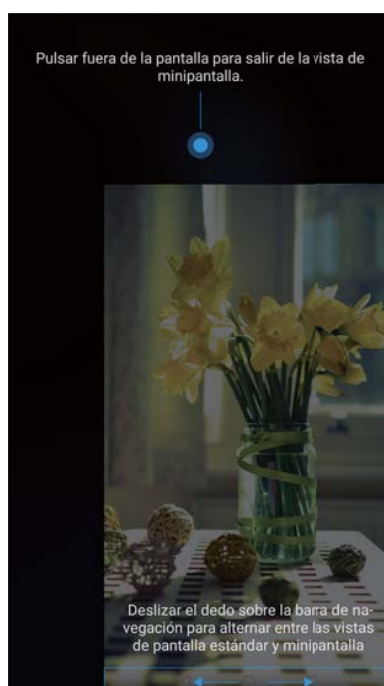 Pulsar fuera de la pantalla para salir de la vista de
minipantalla.
Deslizar el dedo sobre la barra de na-
vegación para alternar entre las vistas
de pantalla estándar y minipantalla